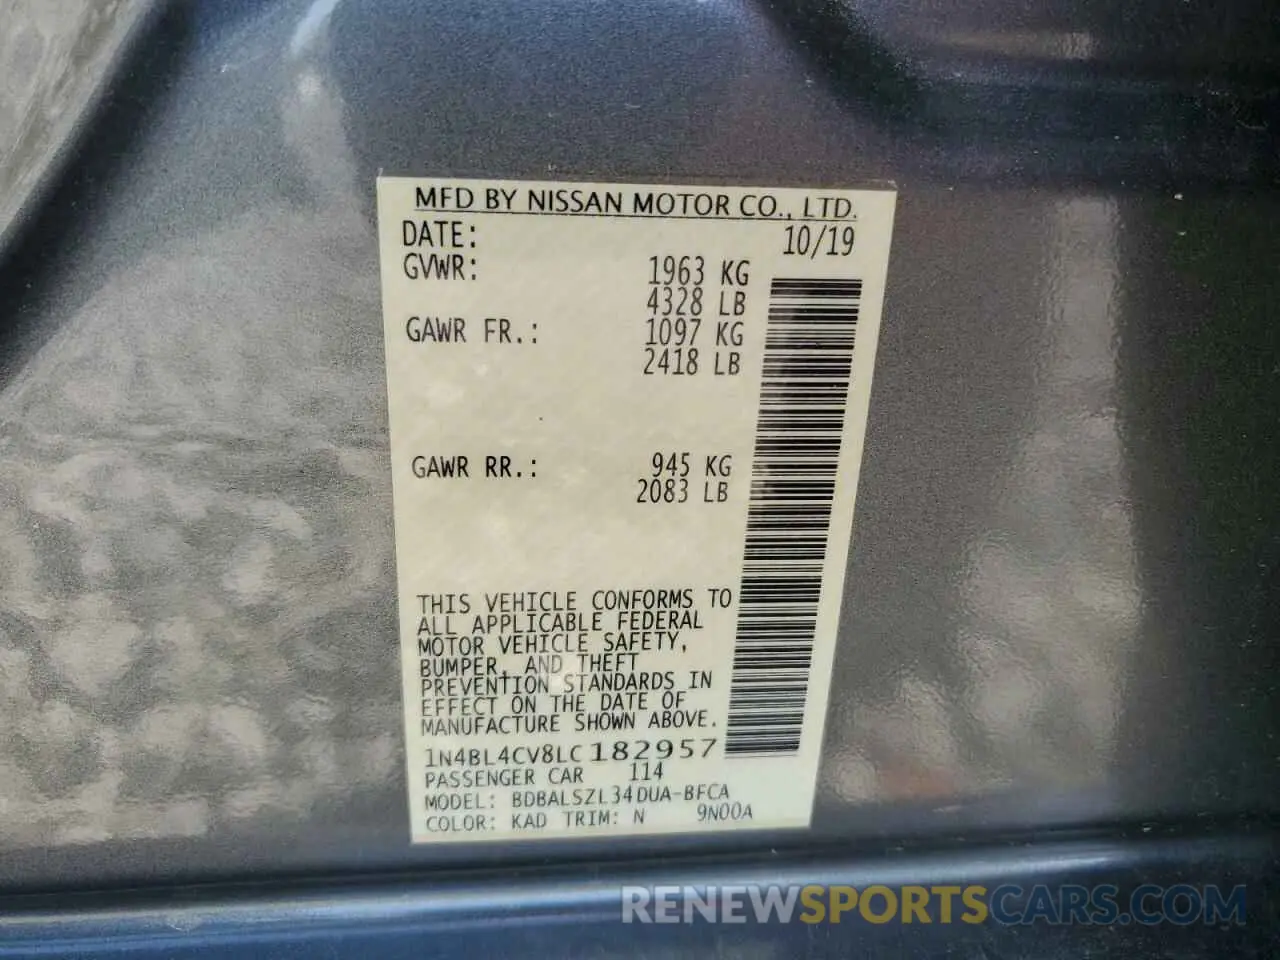 MFD BY NISSAN MOTOR CO., LTD.
DATE: 10/19
GVWR: 1963 KG
4328 LB
GAWR FR.: 1097 KG
2418 LB
GAWR RR.: 945 KG
2083 LB
THIS VEHICLE CONFORMS TO
ALL APPLICABLE FEDERAL
MOTOR VEHICLE SAFETY,
BUMPER, AND THEFT
PREVENTION STANDARDS IN
EFFECT ON THE DATE OF
MANUFACTURE SHOWN ABOVE.
1N4BL4CV8LC182957
PASSENGER CAR 114
MODEL: BDBALSZL34DUA-BFCA
COLOR: KAD TRIM: N 9N00A
RENEWSPORTSCARS.COM